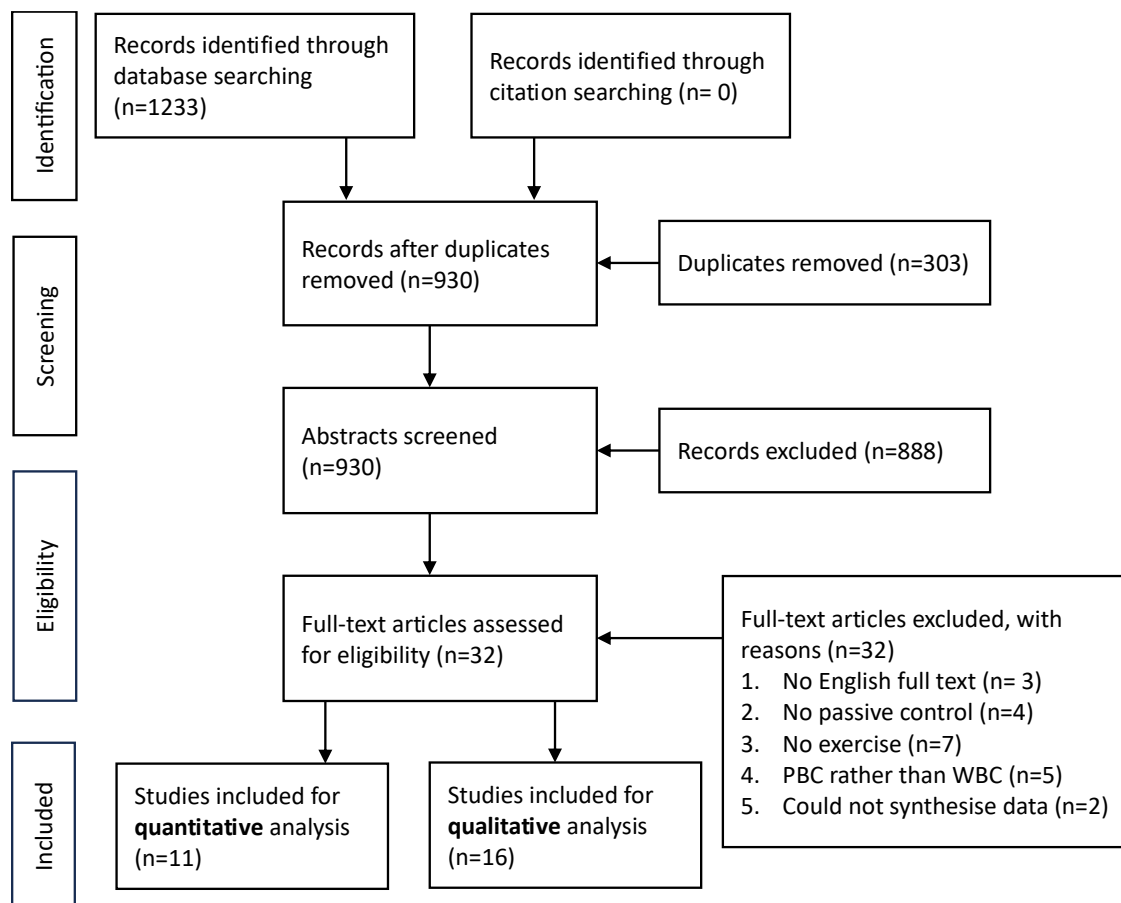 Identification
Records identified through
database searching
(n=1233)
Records identified through
citation searching (n= 0)
Screening
Records after duplicates
removed (n=930)
Duplicates removed (n=303)
Abstracts screened
(n=930)
Records excluded (n=888)
Eligibility
Full-text articles assessed
for eligibility (n=32)
Full-text articles excluded, with
reasons (n=32)
1. No English full text (n= 3)
2. No passive control (n=4)
3. No exercise (n=7)
4. PBC rather than WBC (n=5)
5. Could not synthesise data (n=2)
Included
Studies included for
quantitative analysis
(n=11)
Studies included for
qualitative analysis
(n=16)